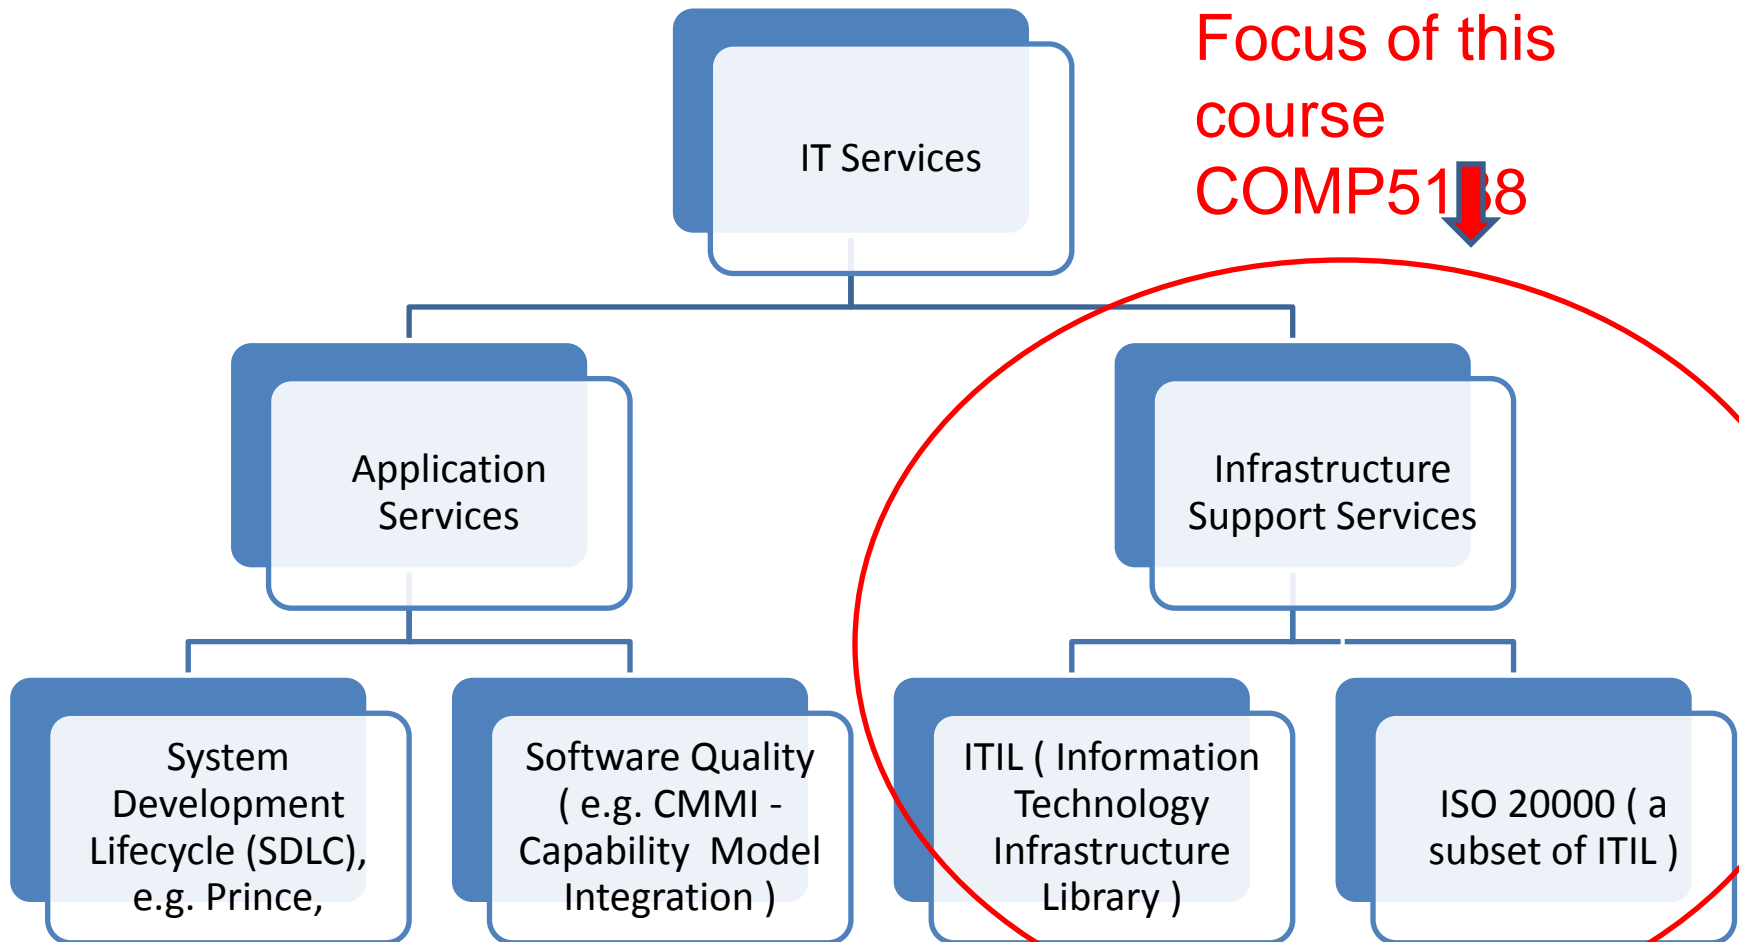 Focus of this
course
IT Services
Application
Services
Infrastructure
Support Services
System
Development
Lifecycle (SDLC),
e.g. Prince,
Software Quality
( e.g. CMMI -
Capability Model
Integration )
ITIL ( Information
Technology
Infrastructure
Library )
ISO 20000 ( a
subset of ITIL )